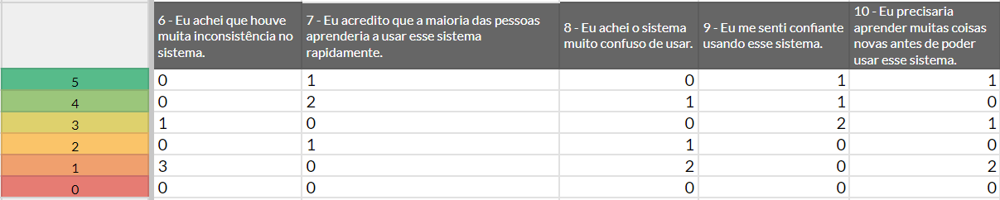 6 - Eu achei que houve
muita inconsistência no
sistema.
7 - Eu acredito que a maioria das pessoas
aprenderia a usar esse sistema
rapidamente.
8 - Eu achei o sistema
muito confuso de usar.
9 - Eu me senti confiante
usando esse sistema.
10 - Eu precisaria
aprender muitas coisas
novas antes de poder
usar esse sistema.
5 0 1 0 1 1
4 0 2 1 1 0
3 1 0 0 2 1
2 0 1 1 0 0
1 3 0 2 0 2
0 0 0 0 0 0